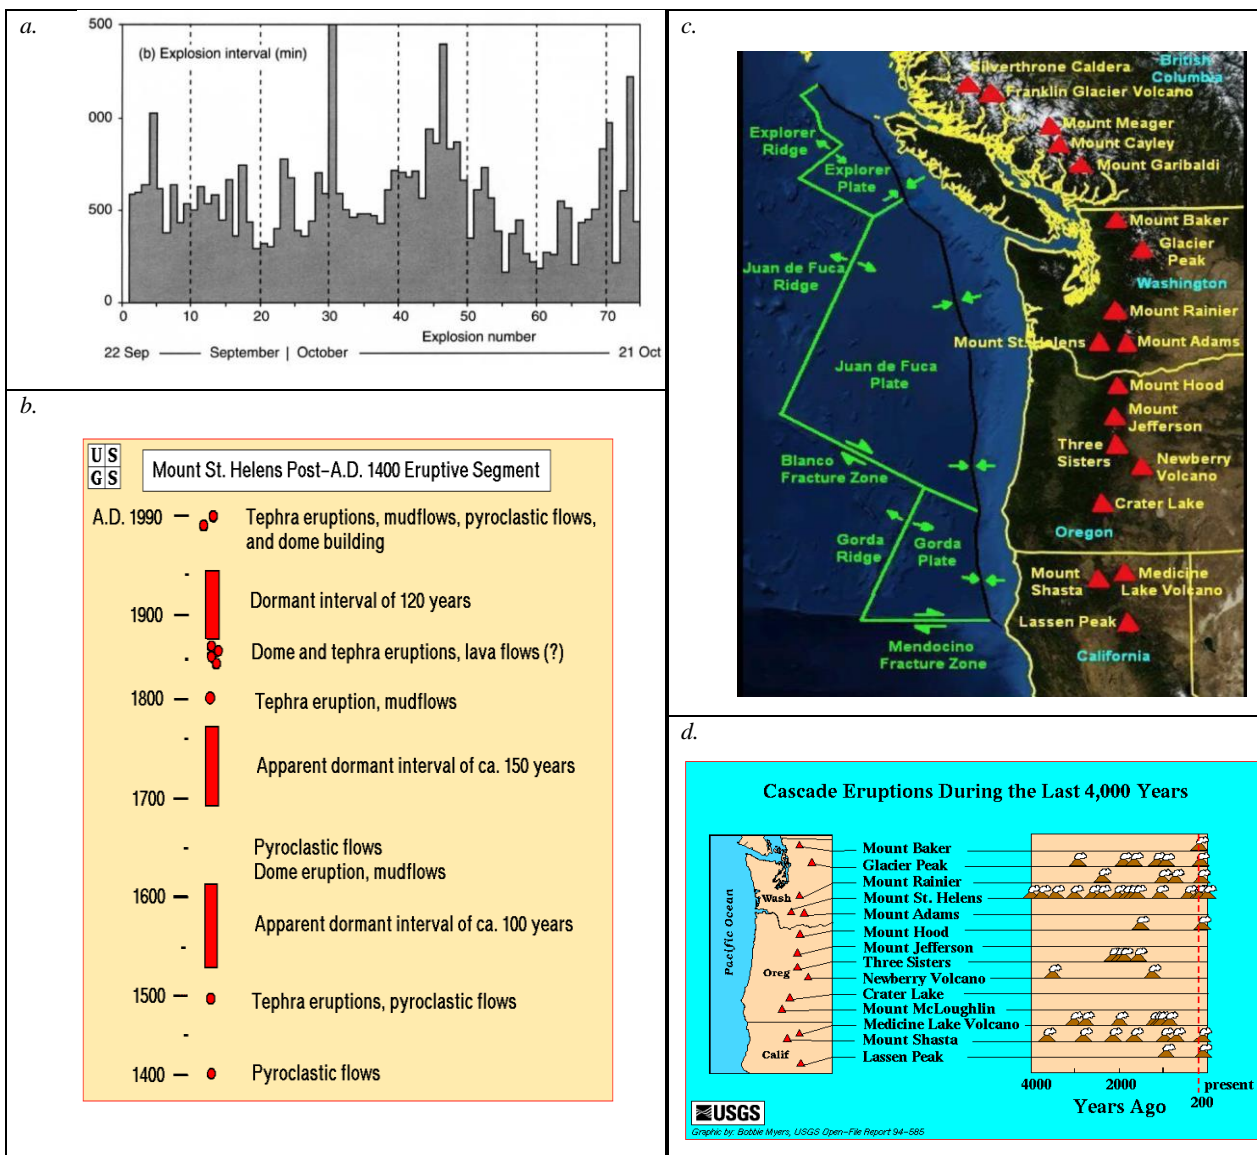 a.
500
(b) Explosion interval (min)
000
500
0
0
10
20
30
40
50
60
70
Explosion number
22 Sep
September | October
21 Oct
b.
US
GS
Mount St. Helens Post-A.D. 1400 Eruptive Segment
A.D. 1990
Tephra eruptions, mudflows, pyroclastic flows,
and dome building
Dormant interval of 120 years
1900
Dome and tephra eruptions, lava flows (?)
1800
Tephra eruption, mudflows
Apparent dormant interval of ca. 150 years
1700
Pyroclastic flows
Dome eruption, mudflows
1600
Apparent dormant interval of ca. 100 years
1500
Tephra eruptions, pyroclastic flows
1400
Pyroclastic flows
c.
British
Columbia
Silverthrone Caldera
Franklin Glacier Volcano
Mount Meager
Mount Cayley
Mount Garibaldi
Explorer
Ridge
Explorer
Plate
Mount Baker
Glacier
Peak
Juan de Fuca
Ridge
Washington
Mount Rainier
Mount St. Helens
Mount Adams
Juan de Fuca
Plate
Mount Hood
Mount
Jefferson
Three
Sisters
Newberry
Volcano
Blanco
Fracture Zone
Crater Lake
Oregon
Gorda
Ridge
Gorda
Plate
Mount
Shasta
Medicine
Lake Volcano
Lassen Peak
Mendocino
Fracture Zone
California
d.
Cascade Eruptions During the Last 4,000 Years
Pacific Ocean
Wash
Oreg
Calif
Mount Baker
Glacier Peak
Mount Rainier
Mount St. Helens
Mount Adams
Mount Hood
Mount Jefferson
Three Sisters
Newberry Volcano
Crater Lake
Mount McLoughlin
Medicine Lake Volcano
Mount Shasta
Lassen Peak
4000
2000
200
present
Years Ago
USGS
Graphic by: Bobbie Myers, USGS Open-File Report 94-585